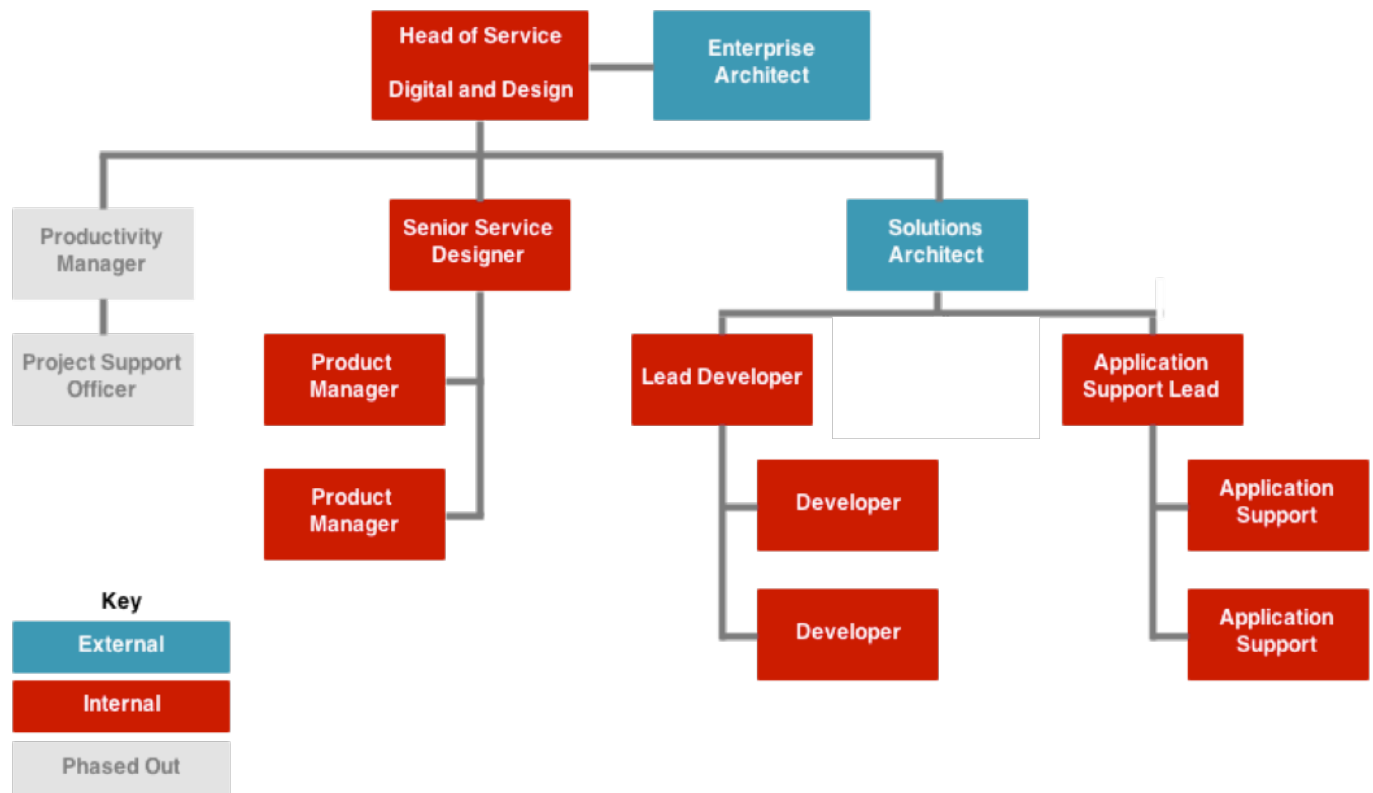 Head of Service
Digital and Design
Enterprise
Architect
Productivity
Manager
Senior Service
Designer
Solutions
Architect
Project Support
Officer
Product
Manager
Lead Developer
Application
Support Lead
Product
Manager
Developer
Application
Support
Developer
Application
Support
Key
External
Internal
Phased Out